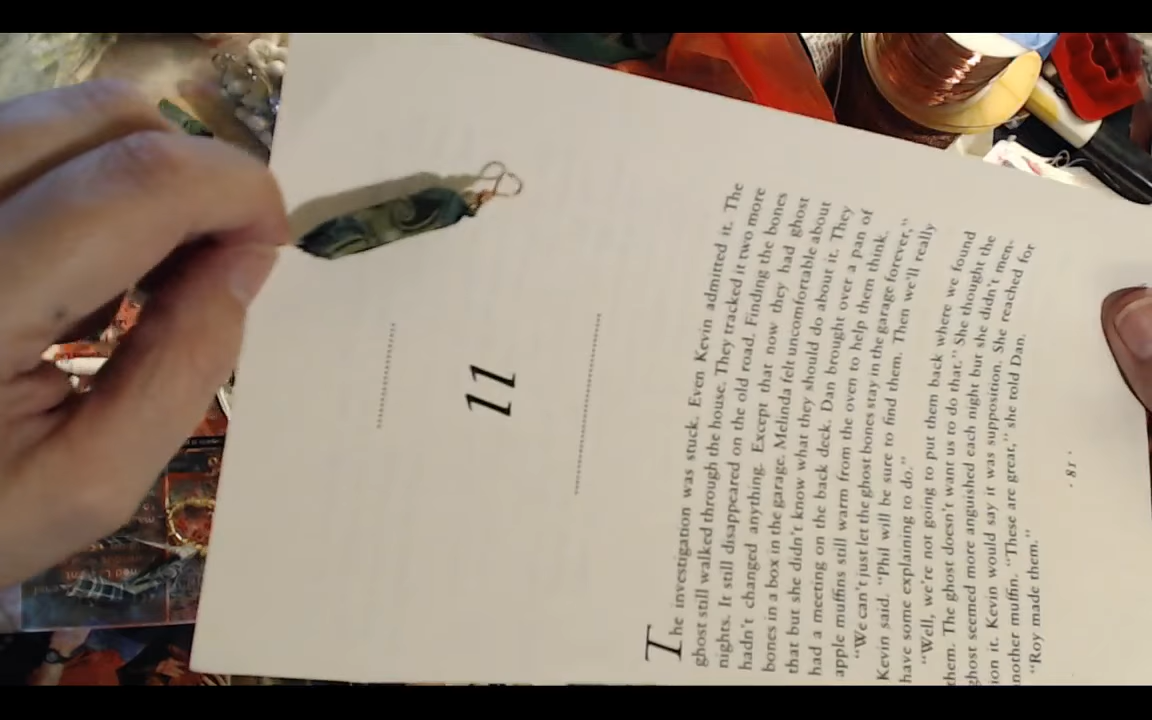 11
The investigation was stuck. Even Kevin admitted it. The
ghost still walked through the house. They tracked it two more
nights. It still disappeared on the old road. Finding the bones
hadn't changed anything. Except that now they had ghost
bones in a box in the garage. Melinda felt uncomfortable about
that but she didn't know what they should do about it. They
had a meeting on the back deck. Dan brought over a pan of
apple muffins still warm from the oven to help them think.
"We can't just let the ghost bones stay in the garage forever,"
Kevin said. "Phil will be sure to find them. Then we'll really
have some explaining to do."
"Well, we're not going to put them back where we found
them. The ghost doesn't want us to do that." She thought the
ghost seemed more anguished each night but she didn't men-
ion it. Kevin would say it was supposition. She reached for
nother muffin. "These are great," she told Dan.
"Roy made them."
· 81 ·